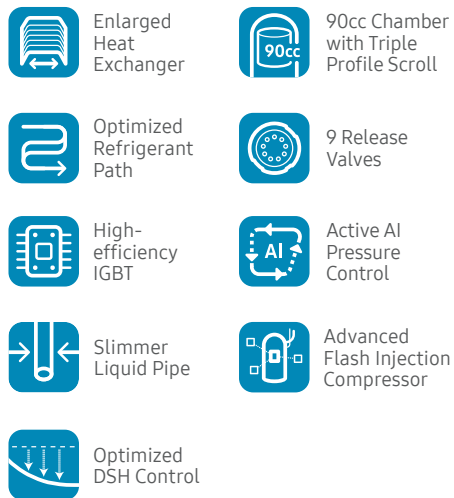 Enlarged
Heat
Exchanger
90cc
90cc Chamber
with Triple
Profile Scroll
Optimized
Refrigerant
Path
9 Release
Valves
High-
efficiency
IGBT
AI
Active AI
Pressure
Control
Slimmer
Liquid Pipe
Advanced
Flash Injection
Compressor
Optimized
DSH Control